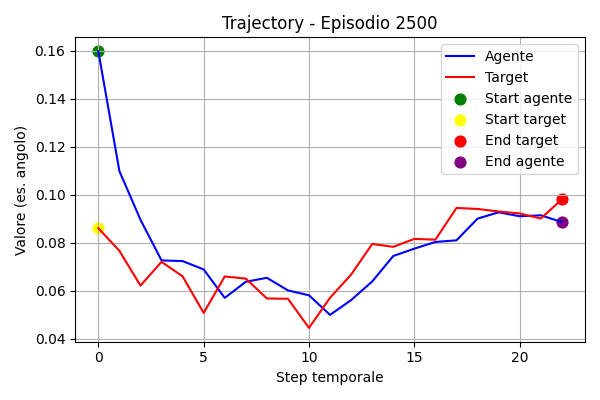 Trajectory - Episodio 2500
Valore (es. angolo)
0.16
0.14
0.12
0.10
0.08
0.06
0.04
Agente
Target
Start agente
Start target
End target
End agente
0 5 10 15 20
Step temporale